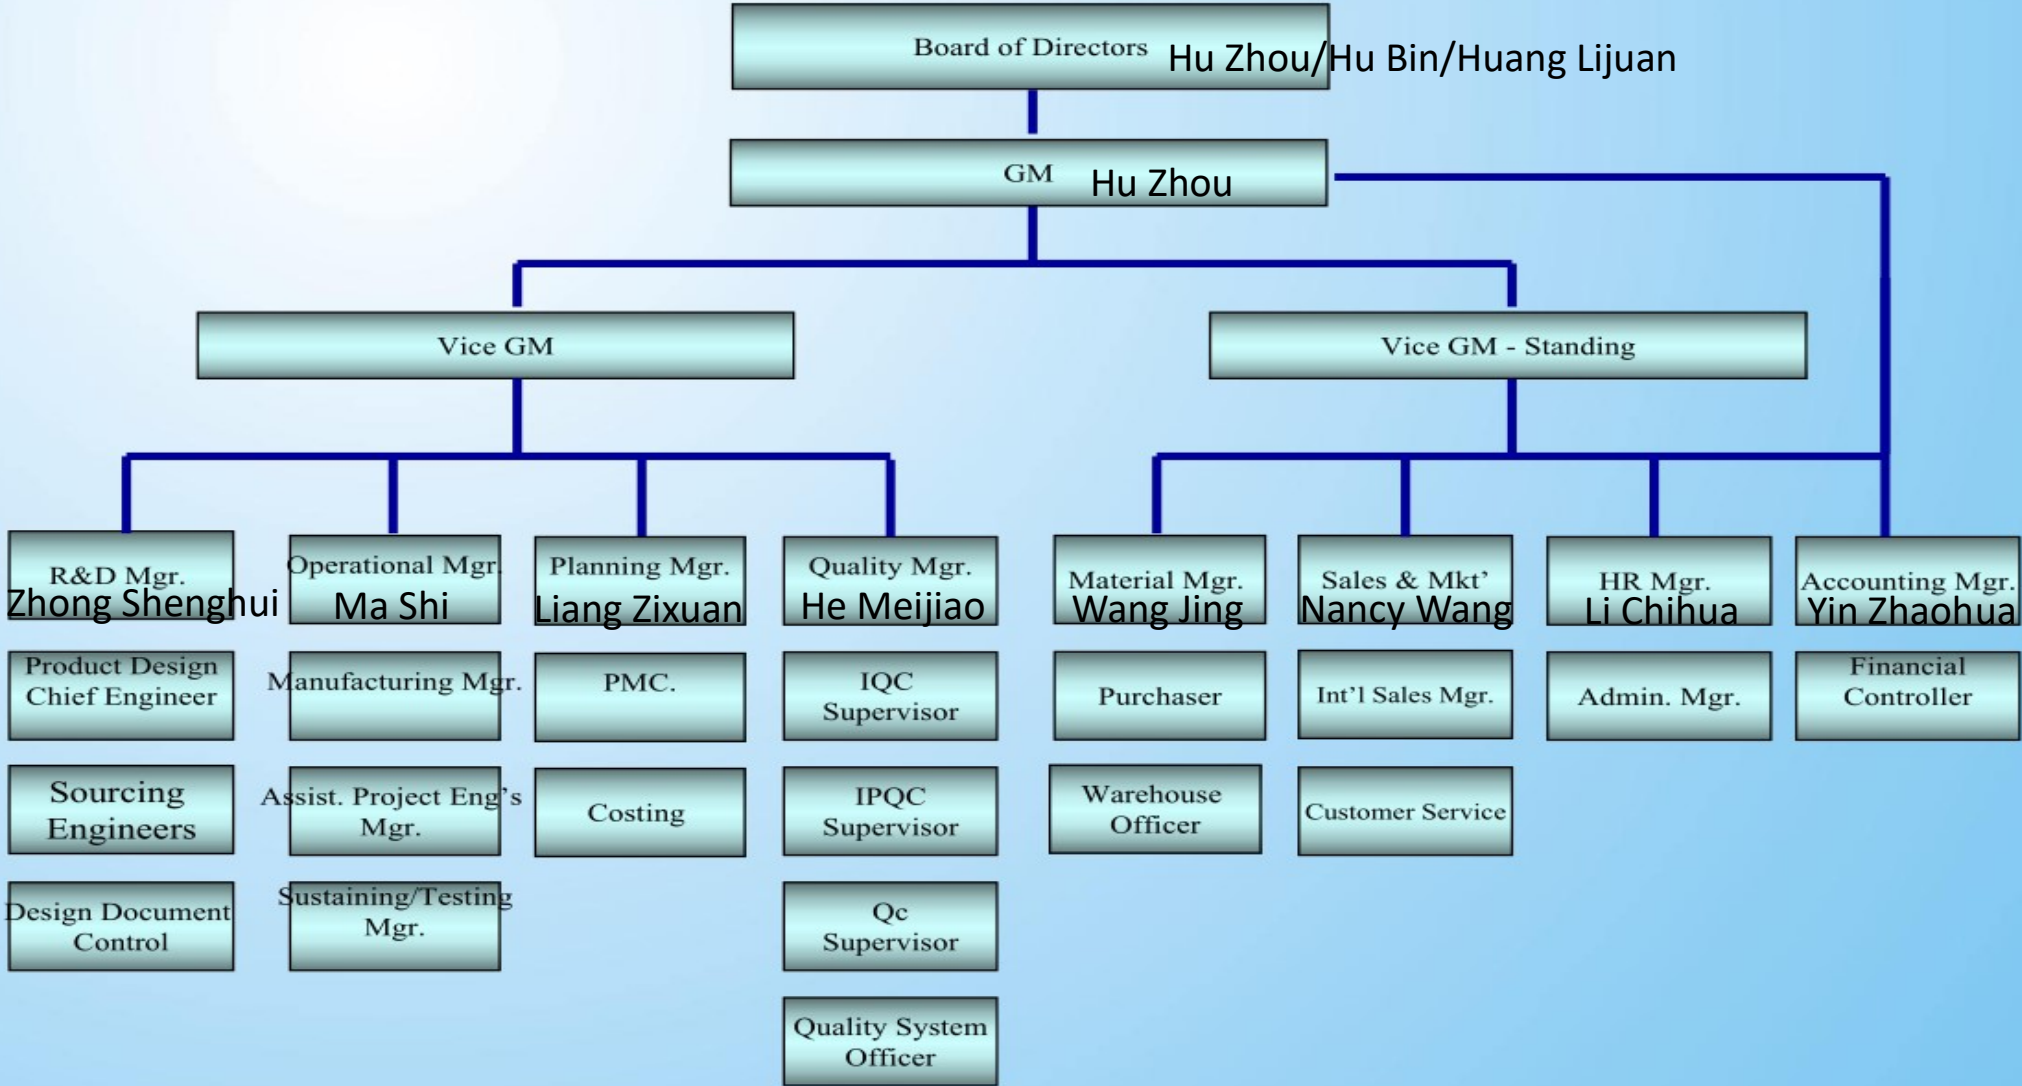 Board of Directors Hu Zhou/Hu Bin/Huang Lijuan
GM Hu Zhou
Vice GM
Vice GM - Standing
R&D Mgr.
Zhong Shenghui
Operational Mgr.
Ma Shi
Planning Mgr.
Liang Zixuan
Quality Mgr.
He Meijiao
Material Mgr.
Wang Jing
Sales & Mkt’
Nancy Wang
HR Mgr.
Li Chihua
Accounting Mgr.
Yin Zhaohua
Product Design
Chief Engineer
Manufacturing Mgr.
PMC.
IQC
Supervisor
Purchaser
Int’l Sales Mgr.
Admin. Mgr.
Financial
Controller
Sourcing
Engineers
Assist. Project Eng’s
Mgr.
Costing
IPQC
Supervisor
Warehouse
Officer
Customer Service
Design Document
Control
Sustaining/Testing
Mgr.
Qc
Supervisor
Quality System
Officer